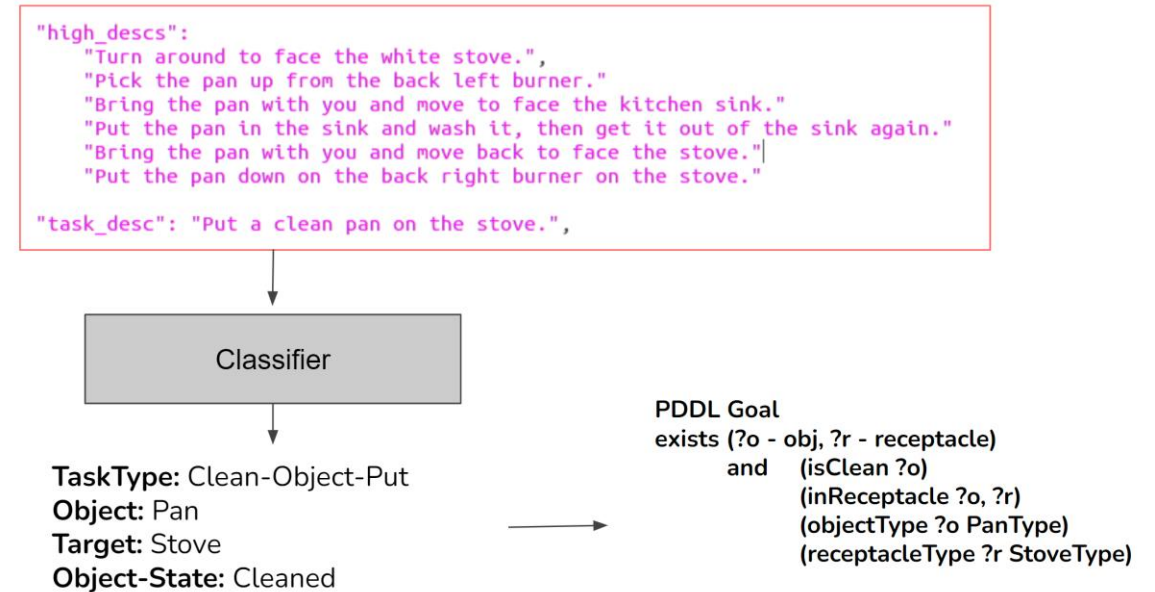 "high_descs":
"Turn around to face the white stove.",
"Pick the pan up from the back left burner."
"Bring the pan with you and move to face the kitchen sink."
"Put the pan in the sink and wash it, then get it out of the sink again."
"Bring the pan with you and move back to face the stove."
"Put the pan down on the back right burner on the stove."
"task_desc": "Put a clean pan on the stove.",
Classifier
TaskType: Clean-Object-Put
Object: Pan
Target: Stove
Object-State: Cleaned
PDDL Goal
exists (?o - obj, ?r - receptacle)
and (isClean ?o)
(inReceptacle ?o, ?r)
(objectType ?o PanType)
(receptacleType ?r StoveType)